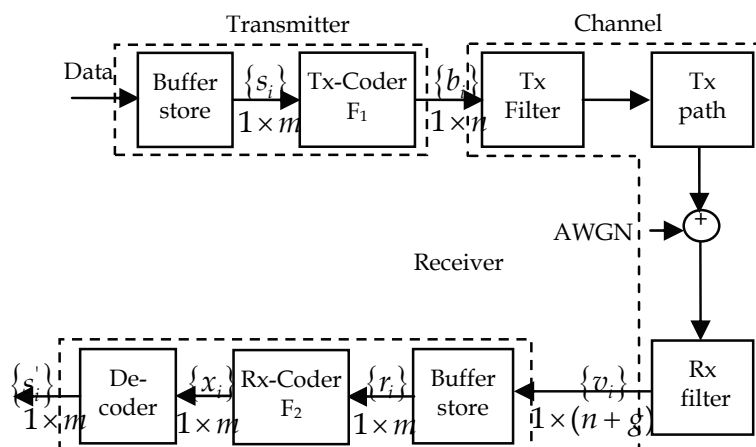 Transmitter
Channel
Data
Buffer
store
{s_i}
1 × m
Tx-Coder
F₁
{b_i}
1 × n
Tx
Filter
Tx
path
AWGN
+
Receiver
{s_i'}
1 × m
De-
coder
{x_i}
1 × m
Rx-Coder
F₂
{r_i}
1 × m
Buffer
store
{v_i}
1 × (n + g)
Rx
filter